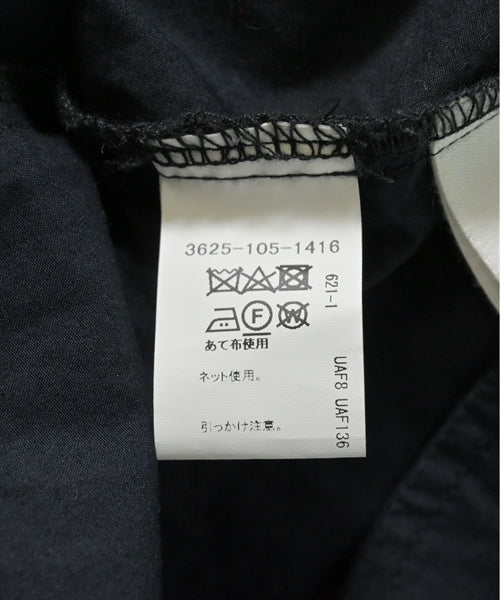 3625-105-1416
F W
あて布使用
ネット使用。
引っかけ注意。
621-1
UAF8 UAF136